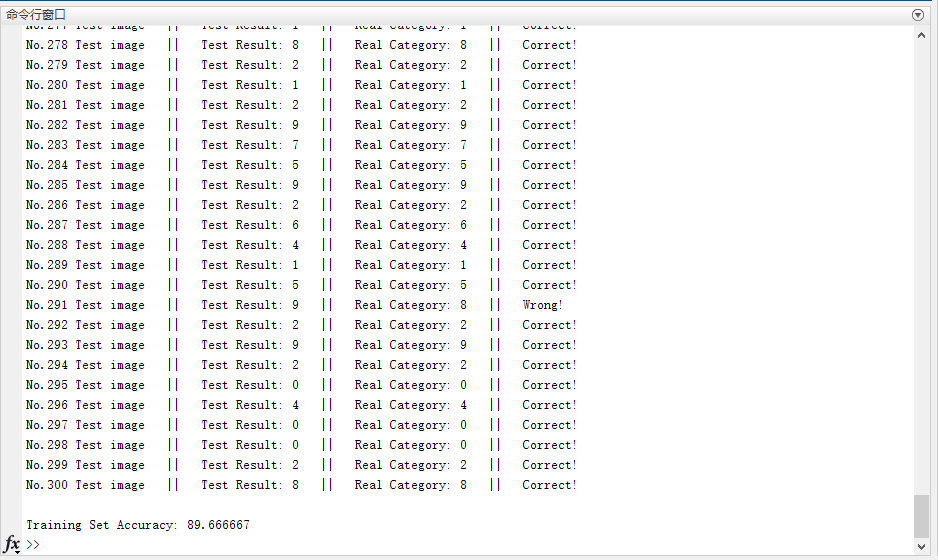 命令行窗口
No.277 Test image || Test Result: 1 || Real Category: 1 || Correct!
No.278 Test image || Test Result: 8 || Real Category: 8 || Correct!
No.279 Test image || Test Result: 2 || Real Category: 2 || Correct!
No.280 Test image || Test Result: 1 || Real Category: 1 || Correct!
No.281 Test image || Test Result: 2 || Real Category: 2 || Correct!
No.282 Test image || Test Result: 9 || Real Category: 9 || Correct!
No.283 Test image || Test Result: 7 || Real Category: 7 || Correct!
No.284 Test image || Test Result: 5 || Real Category: 5 || Correct!
No.285 Test image || Test Result: 9 || Real Category: 9 || Correct!
No.286 Test image || Test Result: 2 || Real Category: 2 || Correct!
No.287 Test image || Test Result: 6 || Real Category: 6 || Correct!
No.288 Test image || Test Result: 4 || Real Category: 4 || Correct!
No.289 Test image || Test Result: 1 || Real Category: 1 || Correct!
No.290 Test image || Test Result: 5 || Real Category: 5 || Correct!
No.291 Test image || Test Result: 9 || Real Category: 8 || Wrong!
No.292 Test image || Test Result: 2 || Real Category: 2 || Correct!
No.293 Test image || Test Result: 9 || Real Category: 9 || Correct!
No.294 Test image || Test Result: 2 || Real Category: 2 || Correct!
No.295 Test image || Test Result: 0 || Real Category: 0 || Correct!
No.296 Test image || Test Result: 4 || Real Category: 4 || Correct!
No.297 Test image || Test Result: 0 || Real Category: 0 || Correct!
No.298 Test image || Test Result: 0 || Real Category: 0 || Correct!
No.299 Test image || Test Result: 2 || Real Category: 2 || Correct!
No.300 Test image || Test Result: 8 || Real Category: 8 || Correct!
Training Set Accuracy: 89.666667
fx >>